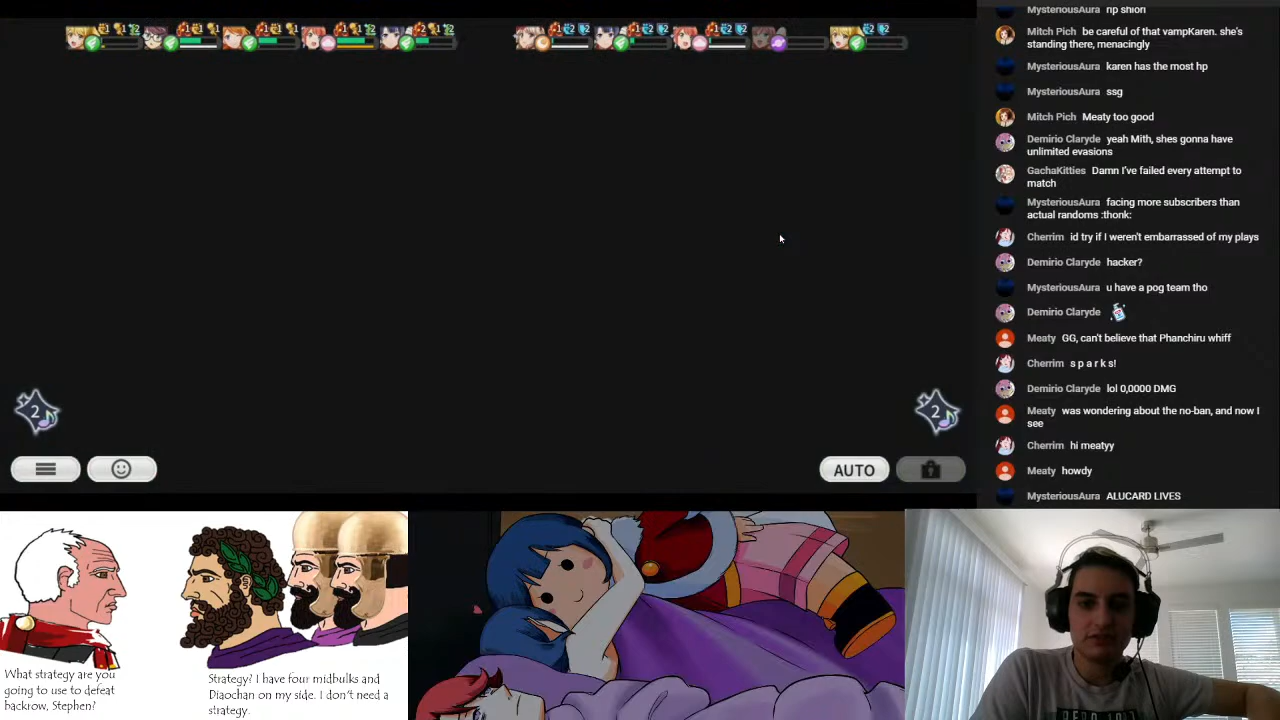 MysteriousAura rip shiori
Mitch Pich be careful of that vampKaren. she's
standing there, menacingly
MysteriousAura karen has the most hp
MysteriousAura ssg
Mitch Pich Meaty too good
Demirio Claryde yeah Mith, shes gonna have
unlimited evasions
GachaKitties Damn I've failed every attempt to
match
MysteriousAura facing more subscribers than
actual randoms :thonk:
Cherrim id try if I weren't embarrassed of my plays
Demirio Claryde hacker?
MysteriousAura u have a pog team tho
Demirio Claryde
Meaty GG, can't believe that Phanchiru whiff
Cherrim s p a r k s!
Demirio Claryde lol 0,0000 DMG
Meaty was wondering about the no-ban, and now I
see
Cherrim hi meatyy
Meaty howdy
MysteriousAura ALUCARD LIVES
2
2
AUTO
What strategy are you
going to use to defeat
backrow, Stephen?
Strategy? I have four midbulks and
Diaochan on my side. I don't need a
strategy.